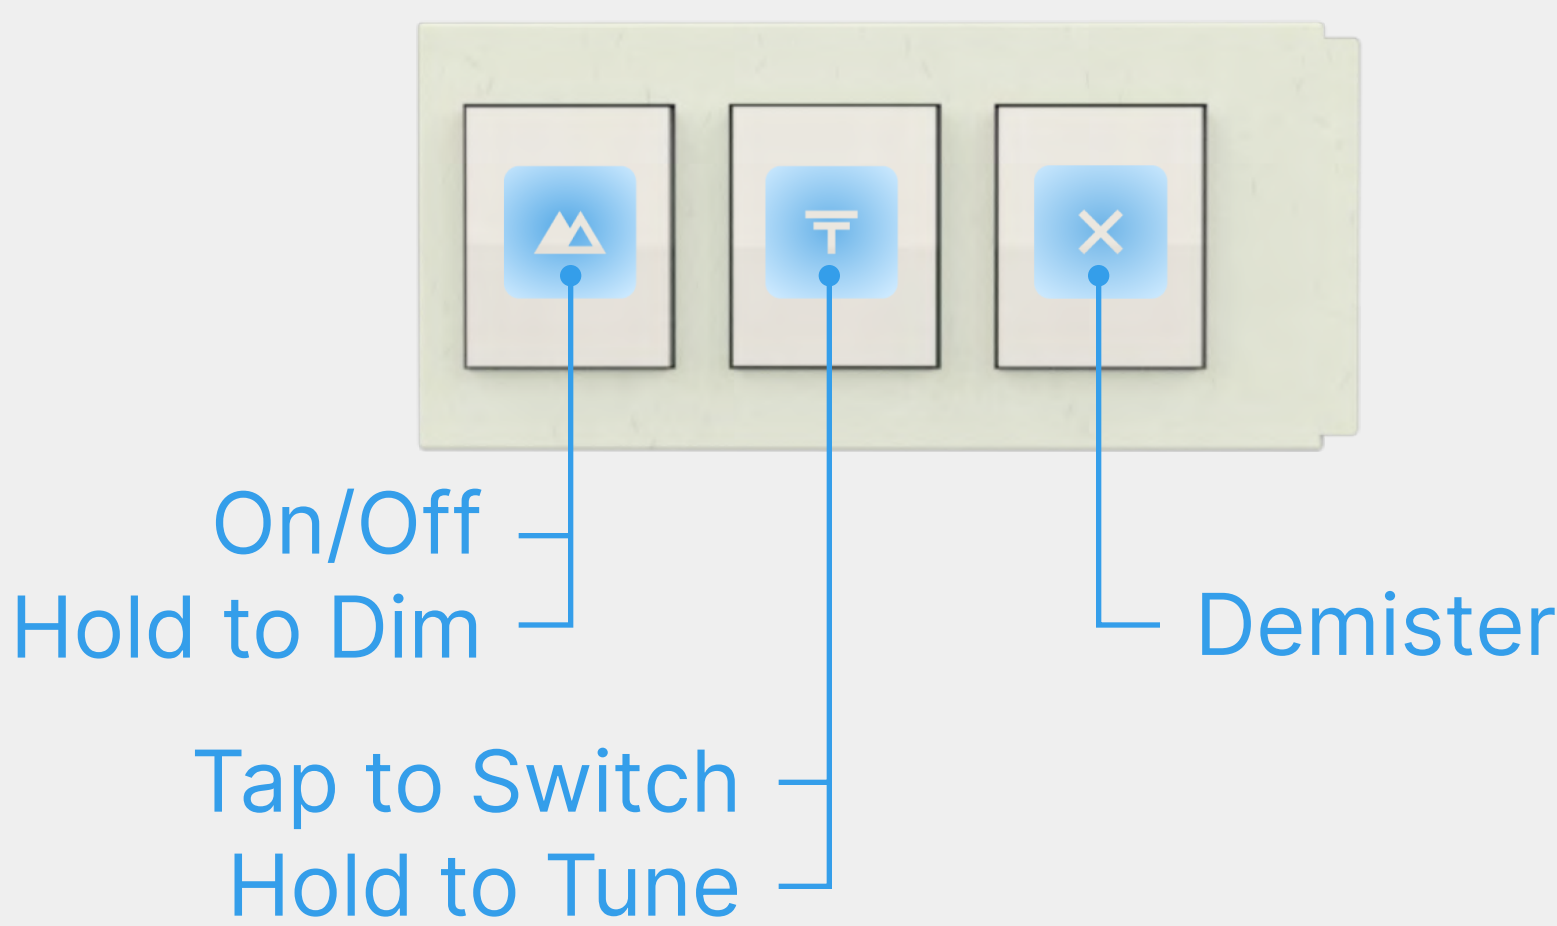 On/Off
Hold to Dim
Tap to Switch
Hold to Tune
Demister